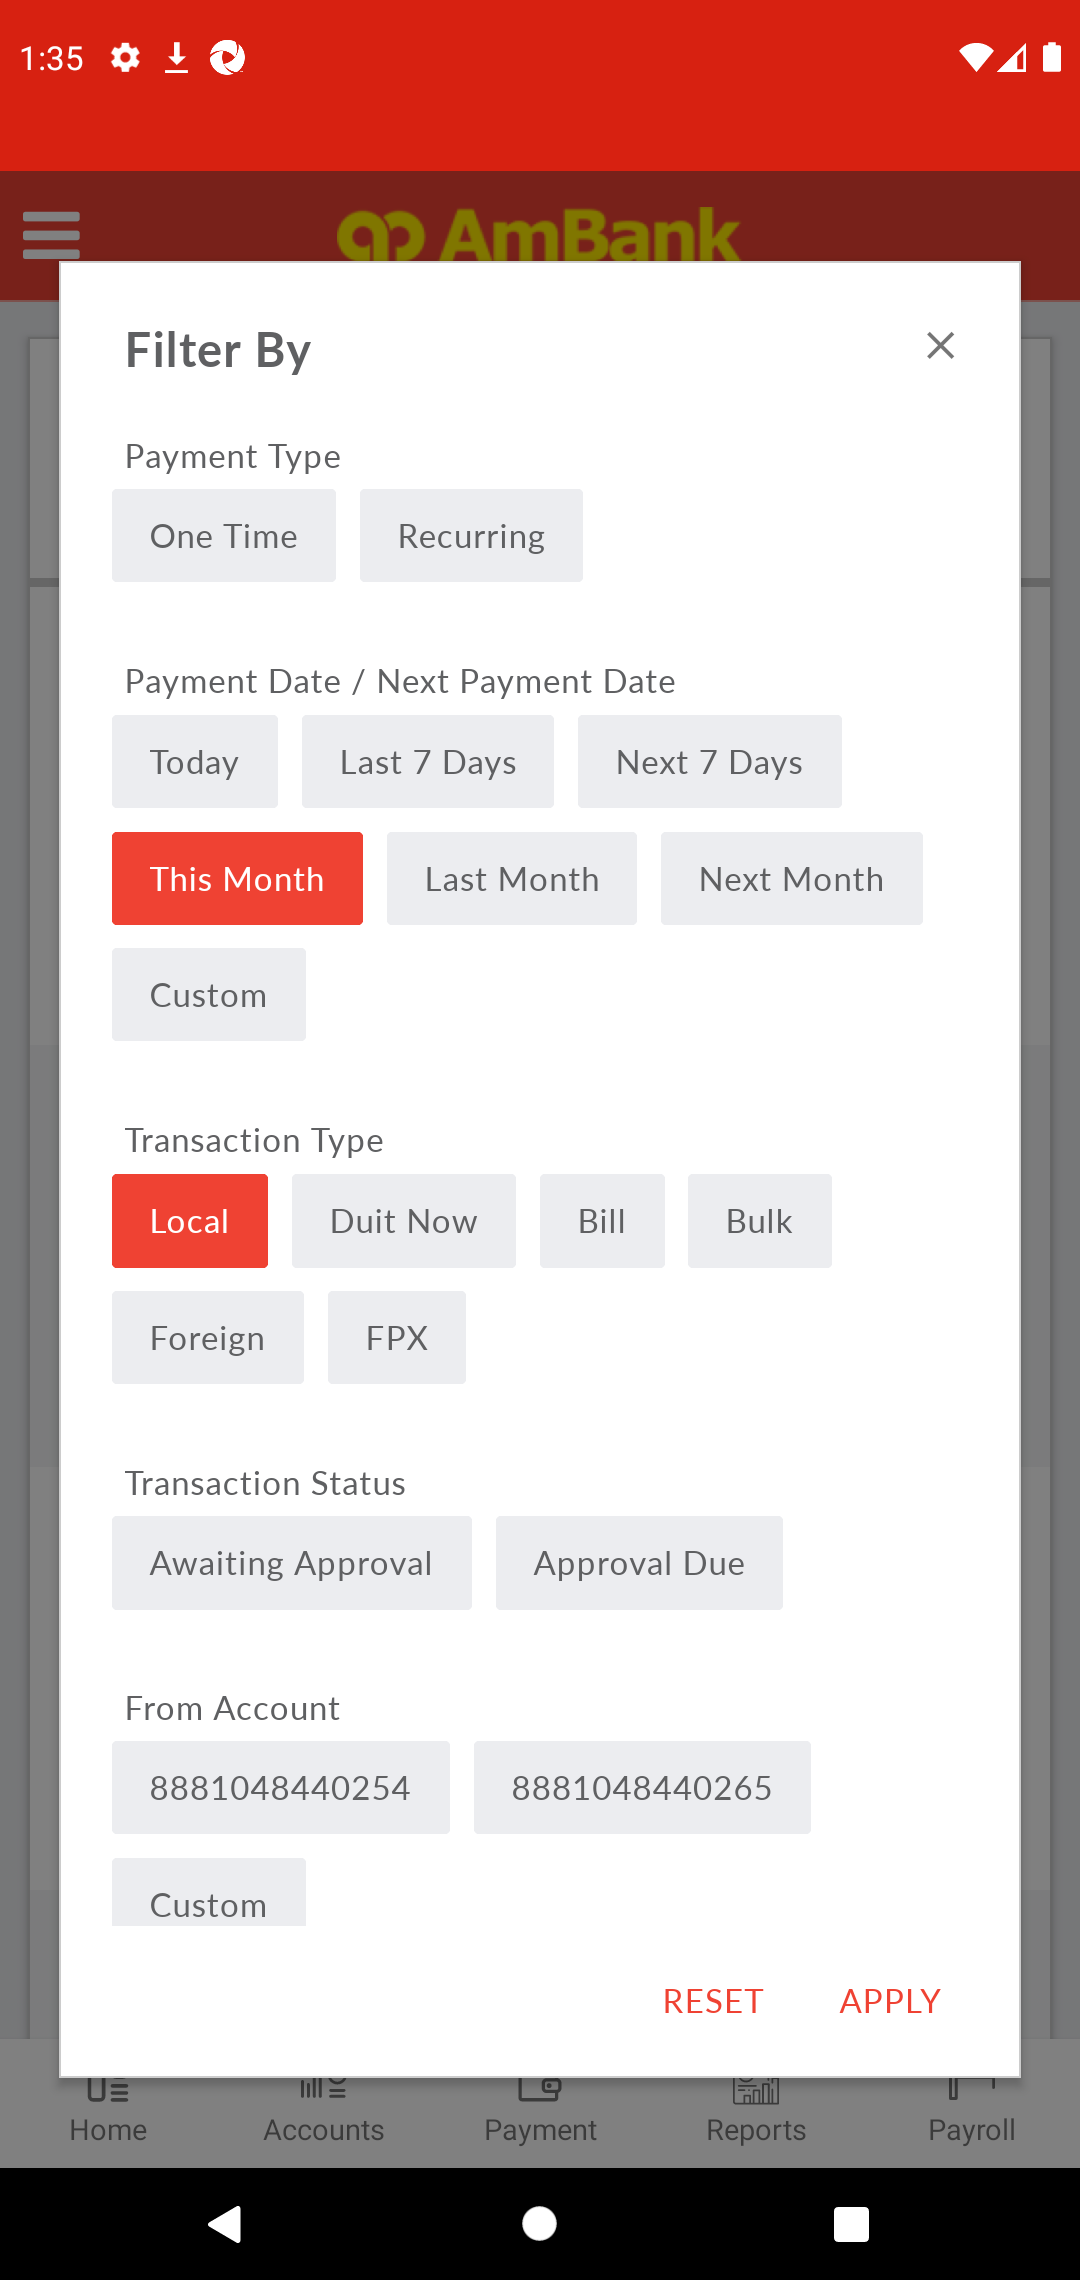 1:35
AmBank
Filter By
Payment Type
One Time Recurring
Payment Date / Next Payment Date
Today Last 7 Days Next 7 Days
This Month Last Month Next Month
Custom
Transaction Type
Local Duit Now Bill Bulk
Foreign FPX
Transaction Status
Awaiting Approval Approval Due
From Account
8881048440254 8881048440265
Custom
RESET APPLY
Home Accounts Payment Reports Payroll